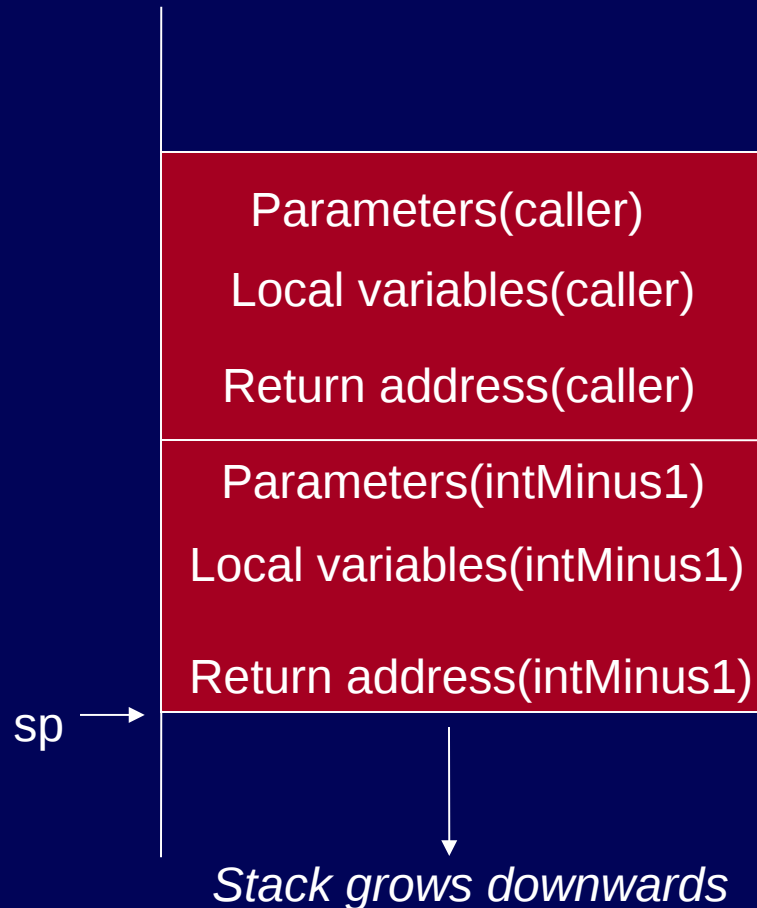 Parameters(caller)
Local variables(caller)
Return address(caller)
Parameters(intMinus1)
Local variables(intMinus1)
Return address(intMinus1)
sp
Stack grows downwards